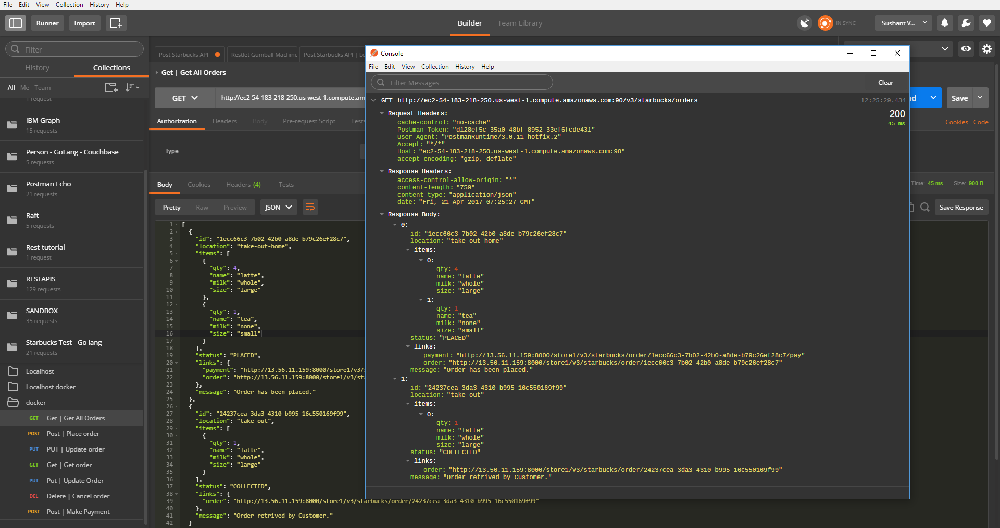 File Edit View Collection History Help
Runner Import
Builder Team Library
IN SYNC
Sushant V...
Filter
History Collections
All Me Team
1 request
IBM Graph
15 requests
Person - GoLang - Couchbase
5 requests
Postman Echo
21 requests
Raft
5 requests
Rest-tutorial
1 request
RESTAPIS
129 requests
SANDBOX
35 requests
Starbucks Test - Go lang
21 requests
Localhost
Localhost docker
docker
GET Get | Get All Orders
POST Post | Place order
PUT PUT | Update order
GET Get | Get order
PUT Put | Update Order
DEL Delete | Cancel order
POST Post | Make Payment
Post Starbucks API Restlet Gumball Machine Post Starbucks API | Lo
Get | Get All Orders
GET http://ec2-54-183-218-250.us-west-1.compute.am
Save
Authorization Headers Body Pre-request Script Tests
Cookies Code
Type
Body Cookies Headers (4) Tests
Time: 45 ms Size: 900 B
Pretty Raw Preview JSON
Save Response
1 [
2 {
3 "id": "1ecc66c3-7b02-42b0-a8de-b79c26ef28c7",
4 "location": "take-out-home",
5 "items": [
6 {
7 "qty": 4,
8 "name": "latte",
9 "milk": "whole",
10 "size": "large"
11 },
12 {
13 "qty": 1,
14 "name": "tea",
15 "milk": "none",
16 "size": "small"
17 }
18 ],
19 "status": "PLACED",
20 "links": {
21 "payment": "http://13.56.11.159:8000/store1/v3/s
22 "order": "http://13.56.11.159:8000/store1/v3/sta
23 },
24 "message": "Order has been placed."
25 },
26 {
27 "id": "24237cea-3da3-4310-b995-16c550169f99",
28 "location": "take-out",
29 "items": [
30 {
31 "qty": 1,
32 "name": "latte",
33 "milk": "whole",
34 "size": "large"
35 }
36 ],
37 "status": "COLLECTED",
38 "links": {
39 "order": "http://13.56.11.159:8000/store1/v3/starbucks/order/24237cea-3da3-4310-b995-16c550169f99"
40 },
41 "message": "Order retrived by Customer."
42 }
Console
File Edit View Collection History Help
Filter Messages
Clear
GET http://ec2-54-183-218-250.us-west-1.compute.amazonaws.com:90/v3/starbucks/orders 12:25:29.434
200
45 ms
Request Headers:
cache-control: "no-cache"
Postman-Token: "d128ef5c-35a0-48bf-8952-33ef6fcde431"
User-Agent: "PostmanRuntime/3.0.11-hotfix.2"
Accept: "*/*"
Host: "ec2-54-183-218-250.us-west-1.compute.amazonaws.com:90"
accept-encoding: "gzip, deflate"
Response Headers:
access-control-allow-origin: "*"
content-length: "759"
content-type: "application/json"
date: "Fri, 21 Apr 2017 07:25:27 GMT"
Response Body:
0:
id: "1ecc66c3-7b02-42b0-a8de-b79c26ef28c7"
location: "take-out-home"
items:
0:
qty: 4
name: "latte"
milk: "whole"
size: "large"
1:
qty: 1
name: "tea"
milk: "none"
size: "small"
status: "PLACED"
links:
payment: "http://13.56.11.159:8000/store1/v3/starbucks/order/1ecc66c3-7b02-42b0-a8de-b79c26ef28c7/pay"
order: "http://13.56.11.159:8000/store1/v3/starbucks/order/1ecc66c3-7b02-42b0-a8de-b79c26ef28c7"
message: "Order has been placed."
1:
id: "24237cea-3da3-4310-b995-16c550169f99"
location: "take-out"
items:
0:
qty: 1
name: "latte"
milk: "whole"
size: "large"
status: "COLLECTED"
links:
order: "http://13.56.11.159:8000/store1/v3/starbucks/order/24237cea-3da3-4310-b995-16c550169f99"
message: "Order retrived by Customer."